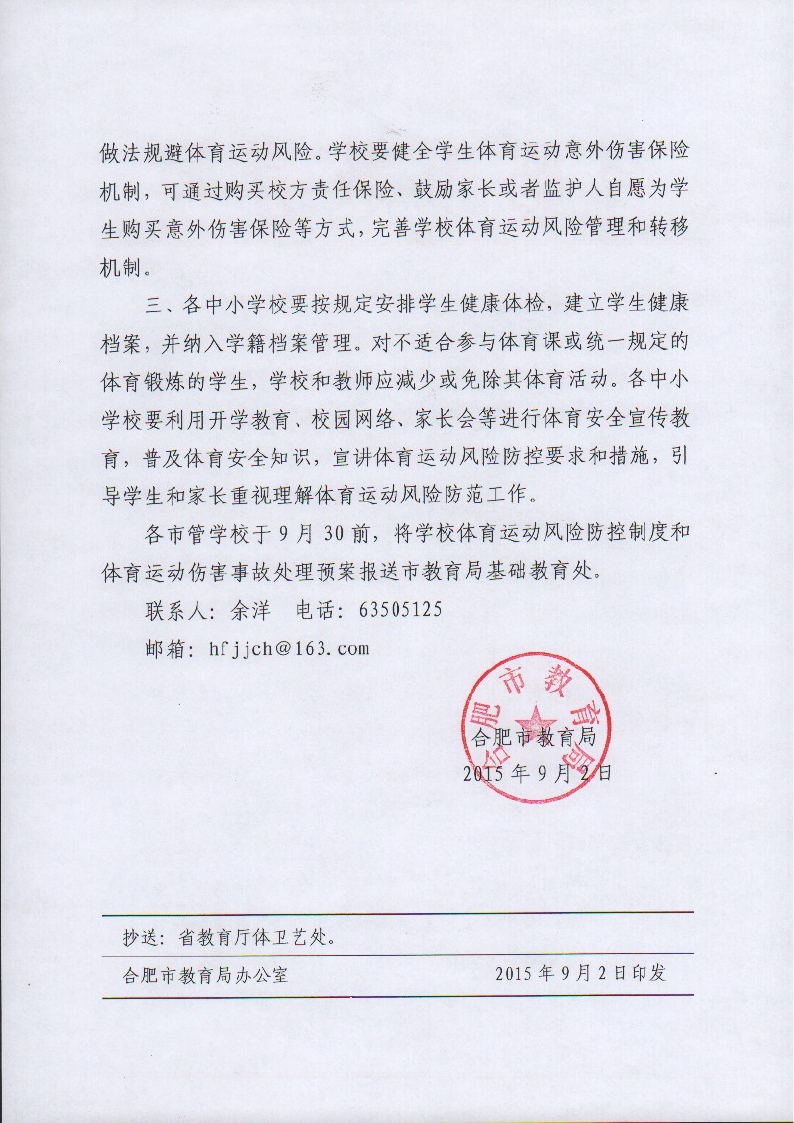 做法规避体育运动风险。学校要健全学生体育运动意外伤害保险
机制，可通过购买校方责任保险、鼓励家长或者监护人自愿为学
生购买意外伤害保险等方式，完善学校体育运动风险管理和转移
机制。
三、各中小学校要按规定安排学生健康体检，建立学生健康
档案，并纳入学籍档案管理。对不适合参与体育课或统一规定的
体育锻炼的学生，学校和教师应减少或免除其体育活动。各中小
学校要利用开学教育、校园网络、家长会等进行体育安全宣传教
育，普及体育安全知识，宣讲体育运动风险防控要求和措施，引
导学生和家长重视理解体育运动风险防范工作。
各市管学校于 9 月 30 前，将学校体育运动风险防控制度和
体育运动伤害事故处理预案报送市教育局基础教育处。
联系人：余洋 电话：63505125
邮箱：hfjjch@163.com
合肥市教育局
合肥市教育局
2015 年 9 月 2 日
抄送：省教育厅体卫艺处。
合肥市教育局办公室 2015 年 9 月 2 日印发